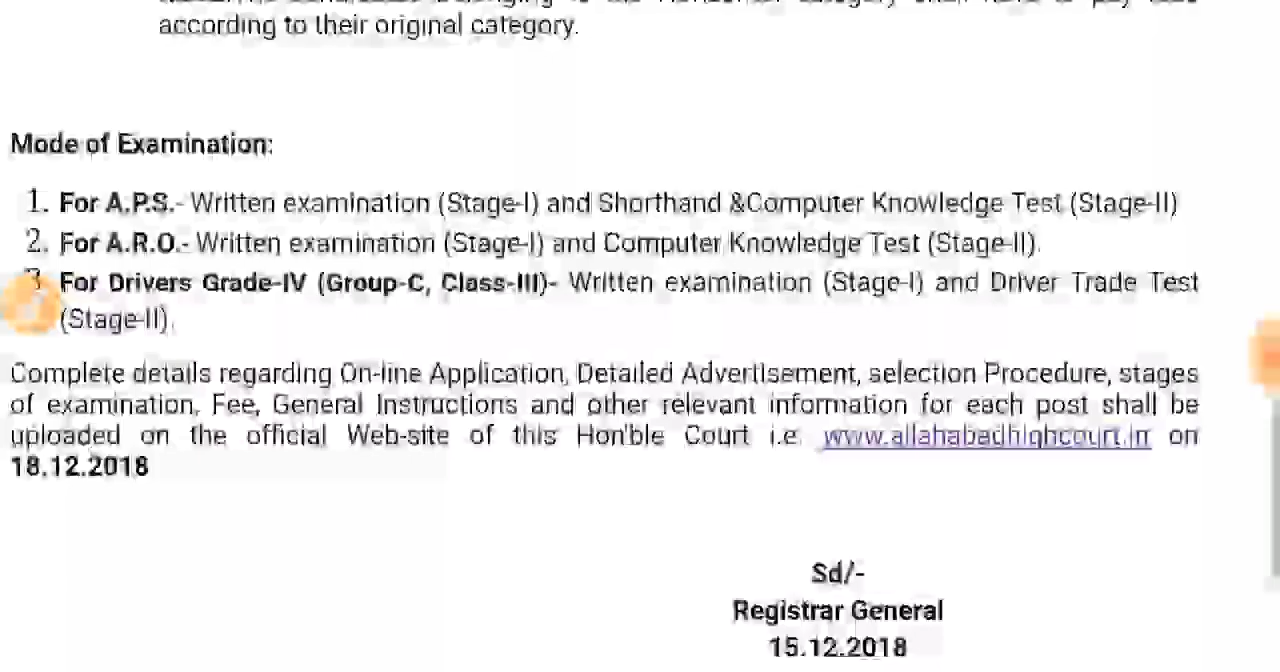 according to their original category.
Mode of Examination:
1. For A.P.S.- Written examination (Stage-I) and Shorthand &Computer Knowledge Test (Stage-II)
2. For A.R.O.- Written examination (Stage-I) and Computer Knowledge Test (Stage-II).
3. For Drivers Grade-IV (Group-C, Class-III)- Written examination (Stage-I) and Driver Trade Test
(Stage-II).
Complete details regarding On-line Application, Detailed Advertisement, selection Procedure, stages
of examination, Fee, General Instructions and other relevant information for each post shall be
uploaded on the official Web-site of this Hon'ble Court i.e. www.allahabadhighcourt.in on
18.12.2018
Sd/-
Registrar General
15.12.2018